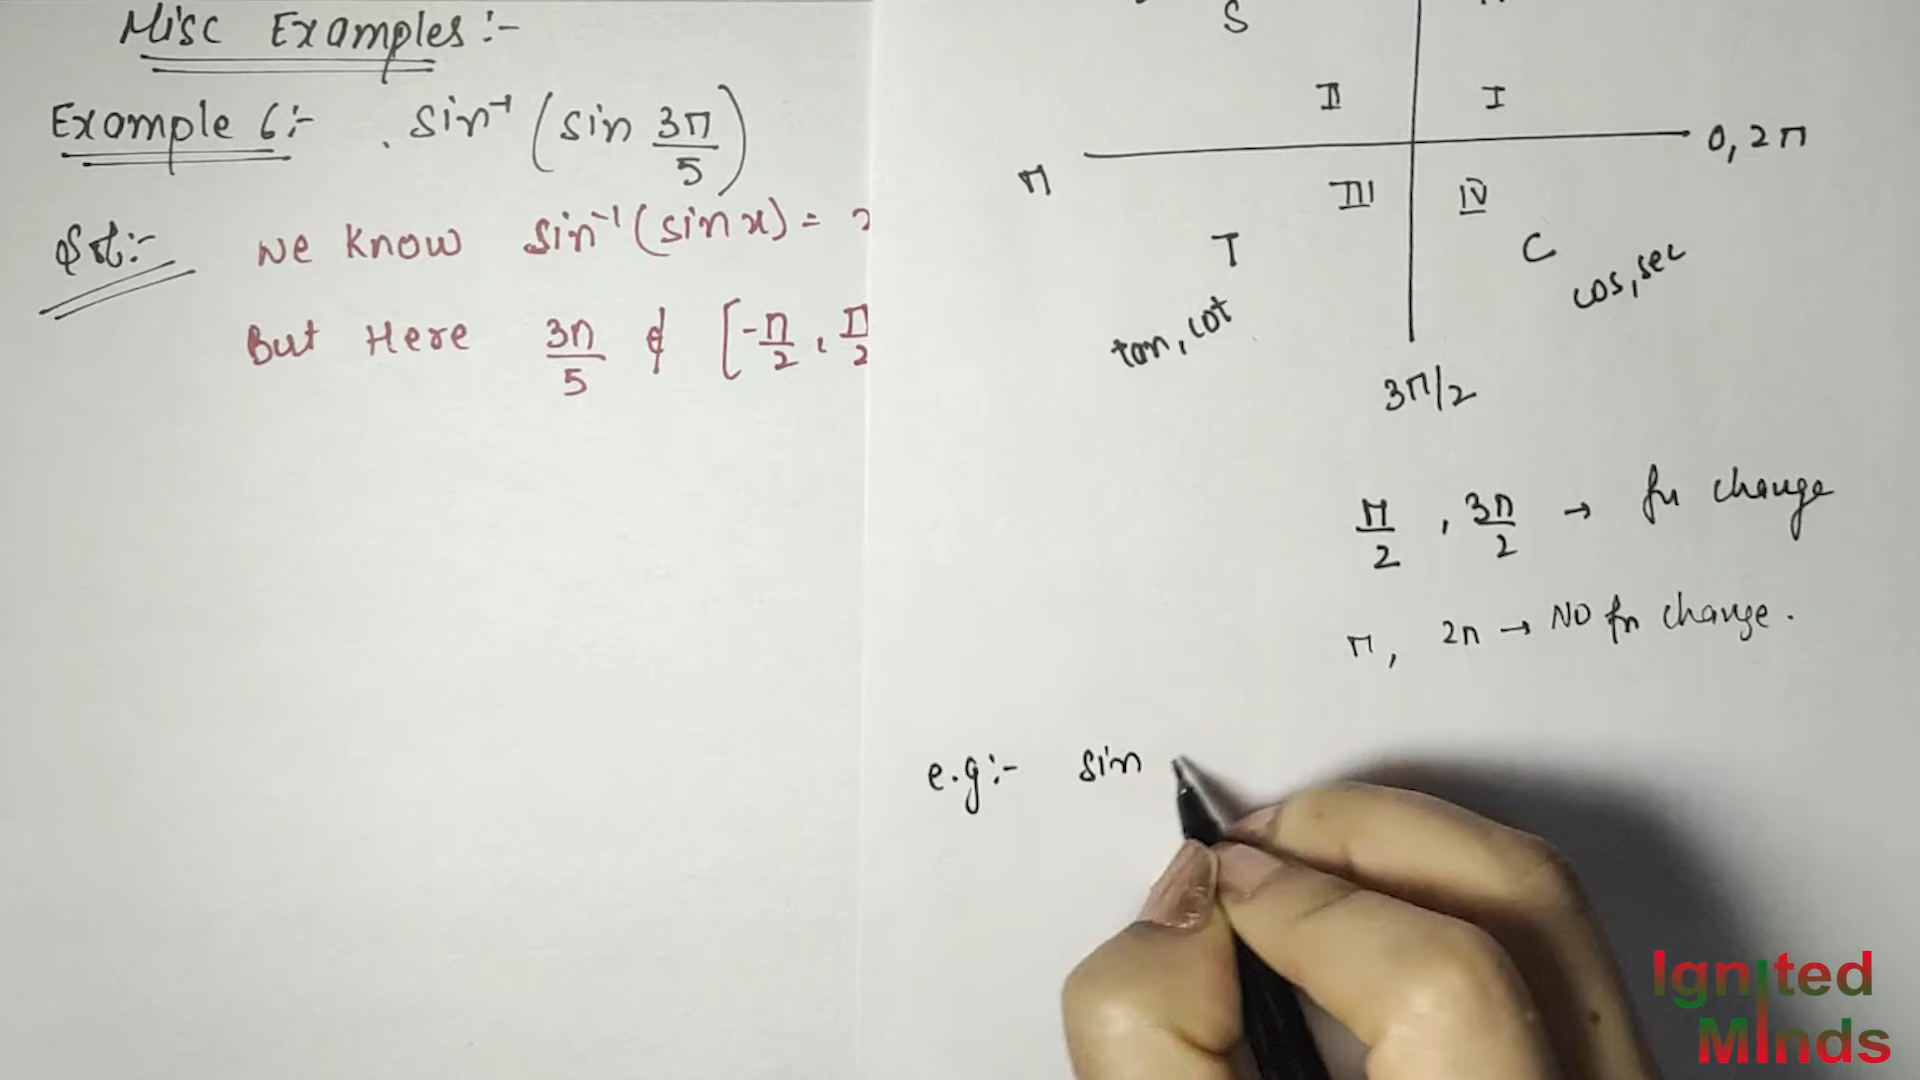 Misc Examples:-
Example 6:- . sin⁻¹ (sin 3π/5)
Sol:- We know sin⁻¹(sin x) =
But Here 3π/5 ∉ [-π/2, π/2
S
II I
π 0, 2π
III IV
T C
tan, cot cos, sec
3π/2
π/2 , 3π/2 → fn change
π, 2π → NO fn change.
e.g:- sin
Ignited
Minds